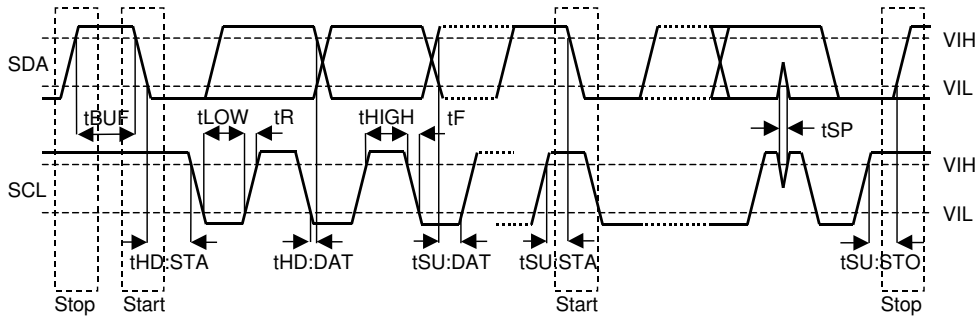 VIH
SDA
VIL
tBUF tLOW tR tHIGH tF tSP
VIH
SCL
VIL
tHD:STA tHD:DAT tSU:DAT tSU:STA tSU:STO
Stop Start Start Stop